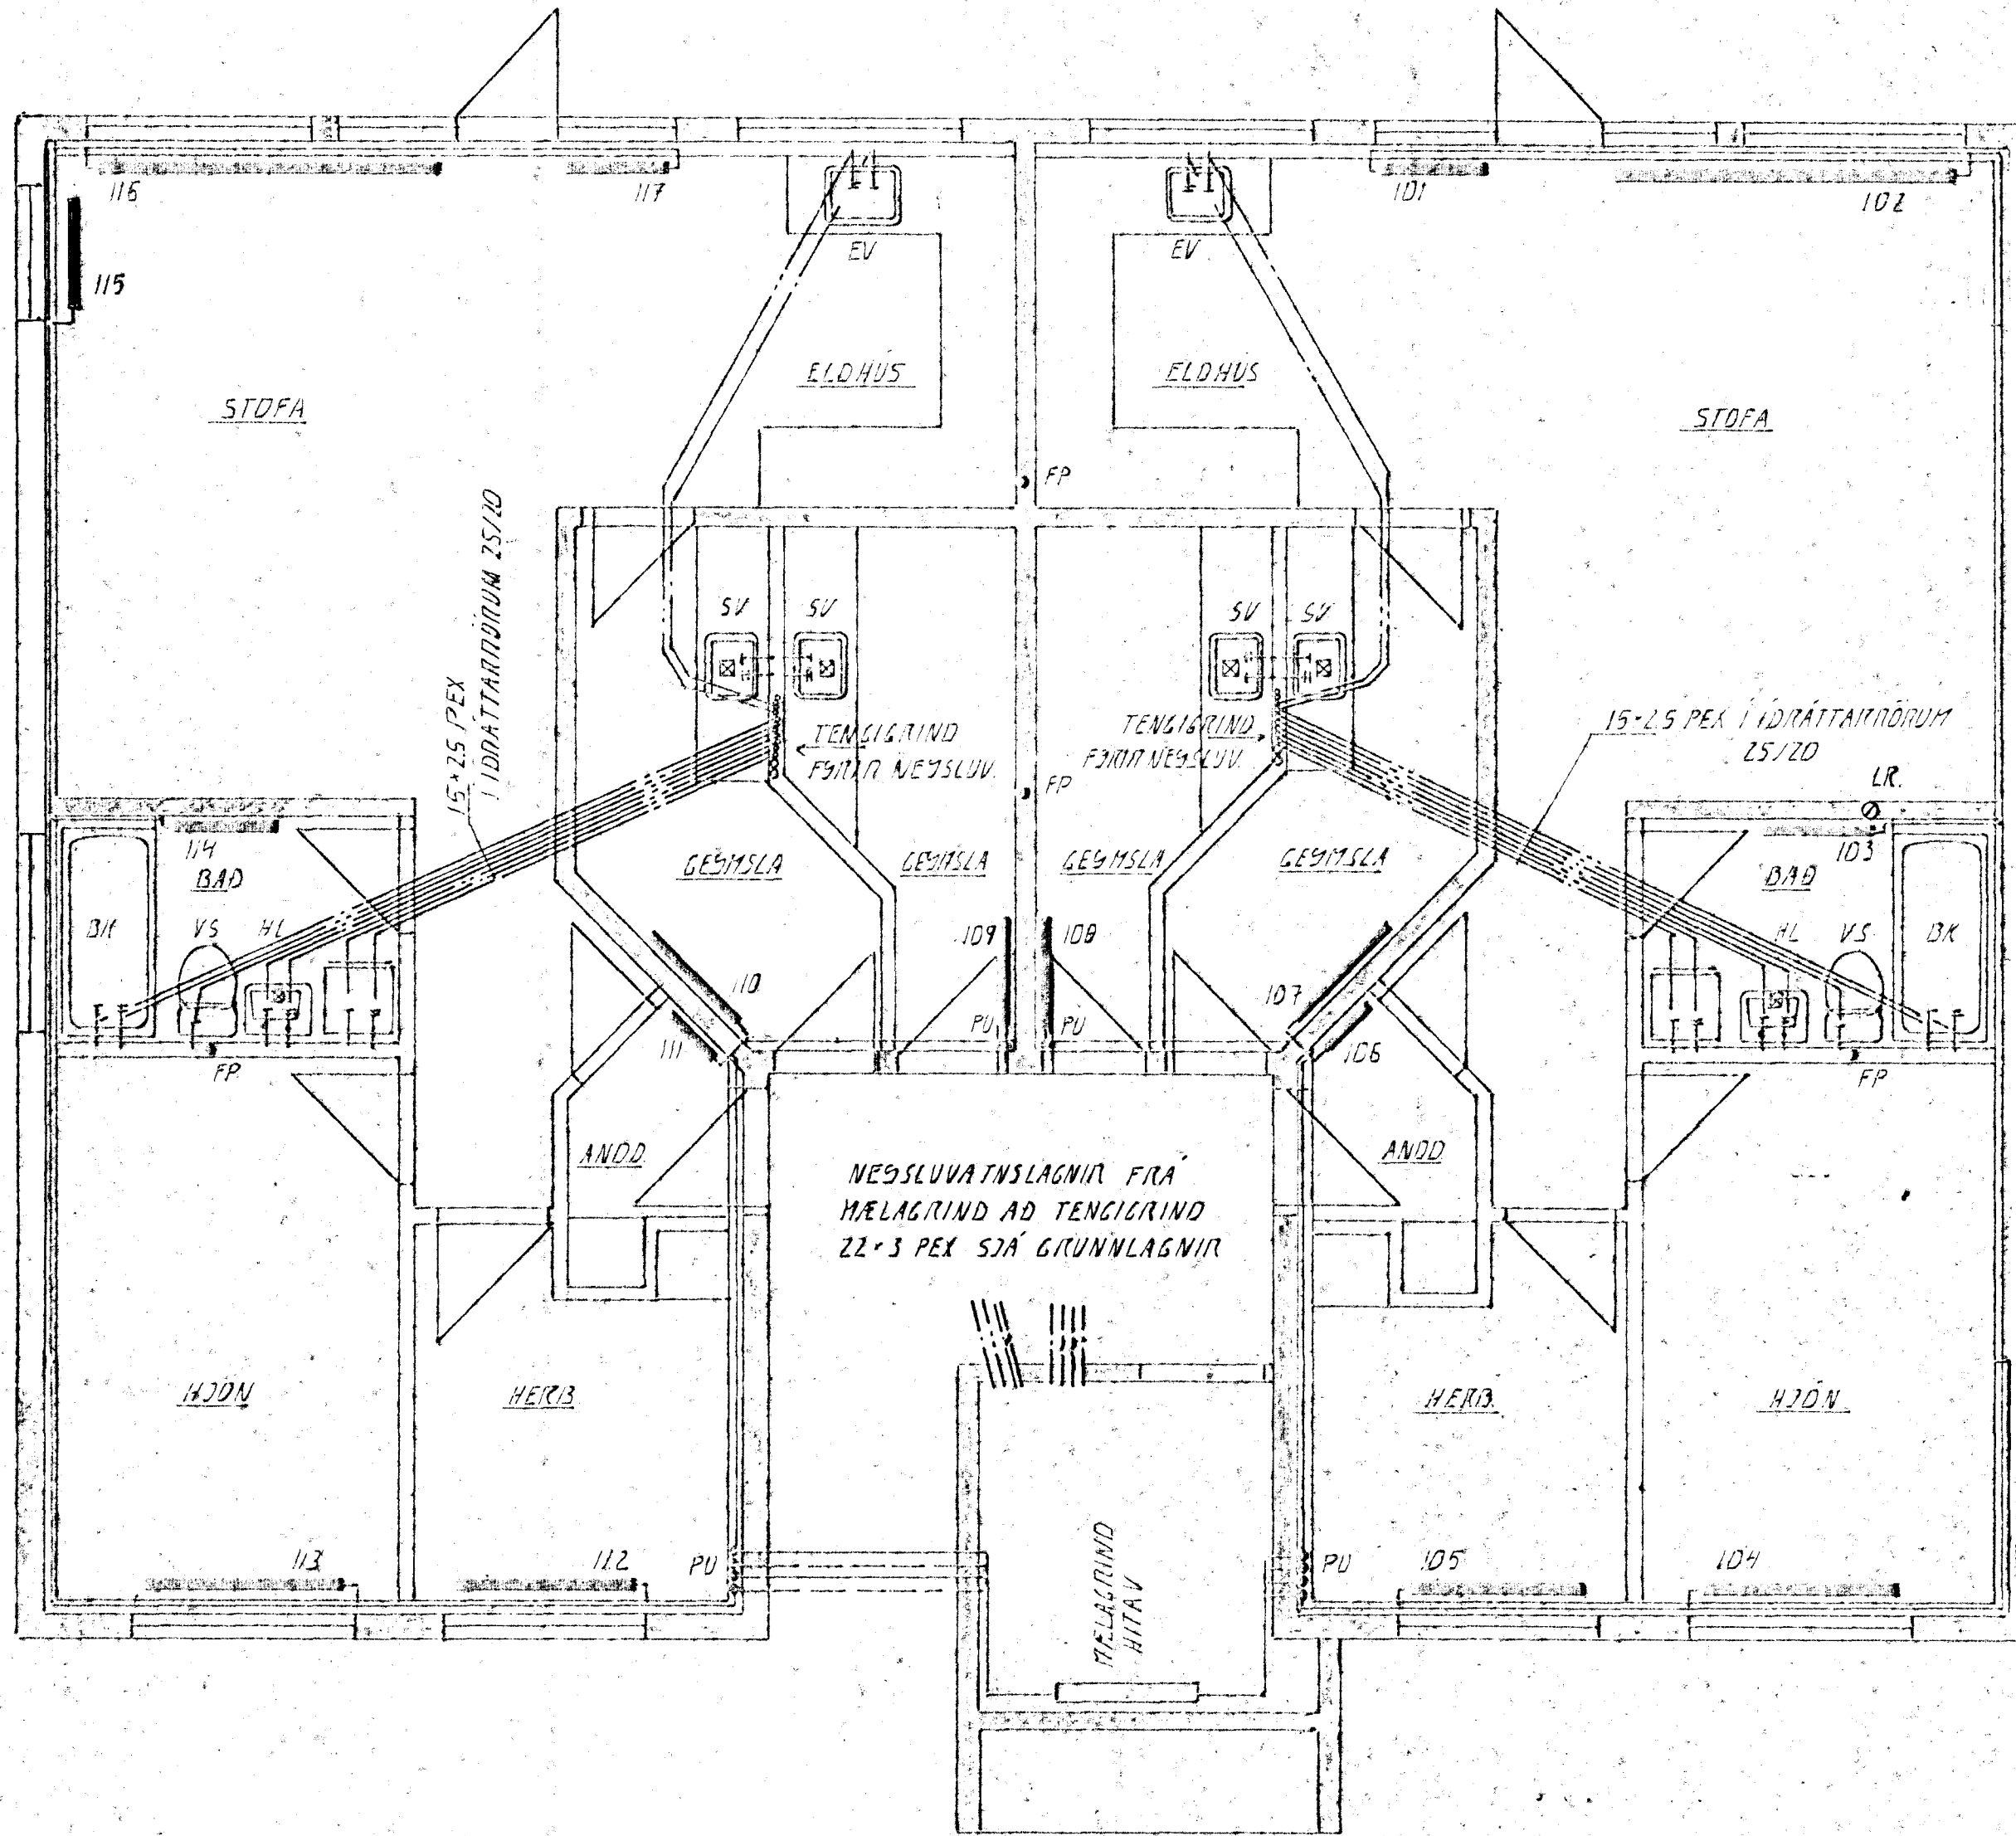 116
117
101
102
EV
EV
115
ELDHÚS
ELDHÚS
STOFA
STOFA
FP
15×2.5 PEX
Í ÍDRÁTTARRÖRUM 25/20
SV
SV
SV
SV
TENGIGRIND
FYRIR NEYSLUV.
TENGIGRIND
FYRIR NEYSLUV.
15×2.5 PEX Í ÍDRÁTTARRÖRUM
25/20
FP
LR.
114
BAÐ
103
BAÐ
GEYMSLA
GEYMSLA
GEYMSLA
GEYMSLA
BK
VS
HL
109
108
HL
VS
BK
110
107
PU
PU
111
106
FP
FP
ANDD.
ANDD.
NEYSLUVATNSLAGNIR FRÁ
MÆLAGRIND AÐ TENGIGRIND
22×3 PEX SJÁ GRUNNLAGNIR
HJÓN
HERB.
HERB.
HJÓN
113
112
PU
MÆLAGRIND
HITAV
PU
105
104